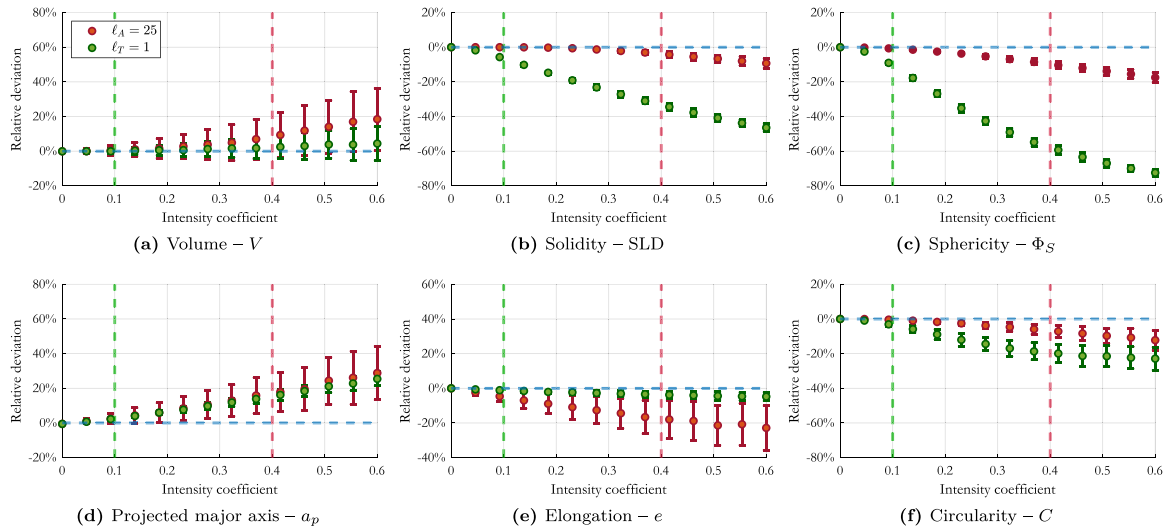 80%
60%
40%
20%
0%
-20%
Relative deviation
ℓ_A = 25
ℓ_T = 1
0 0.1 0.2 0.3 0.4 0.5 0.6
Intensity coefficient
(a) Volume – V
20%
0%
-20%
-40%
-60%
-80%
Relative deviation
0 0.1 0.2 0.3 0.4 0.5 0.6
Intensity coefficient
(b) Solidity – SLD
20%
0%
-20%
-40%
-60%
-80%
Relative deviation
0 0.1 0.2 0.3 0.4 0.5 0.6
Intensity coefficient
(c) Sphericity – Φ_S
80%
60%
40%
20%
0%
-20%
Relative deviation
0 0.1 0.2 0.3 0.4 0.5 0.6
Intensity coefficient
(d) Projected major axis – a_p
60%
40%
20%
0%
-20%
-40%
Relative deviation
0 0.1 0.2 0.3 0.4 0.5 0.6
Intensity coefficient
(e) Elongation – e
20%
0%
-20%
-40%
-60%
-80%
Relative deviation
0 0.1 0.2 0.3 0.4 0.5 0.6
Intensity coefficient
(f) Circularity – C